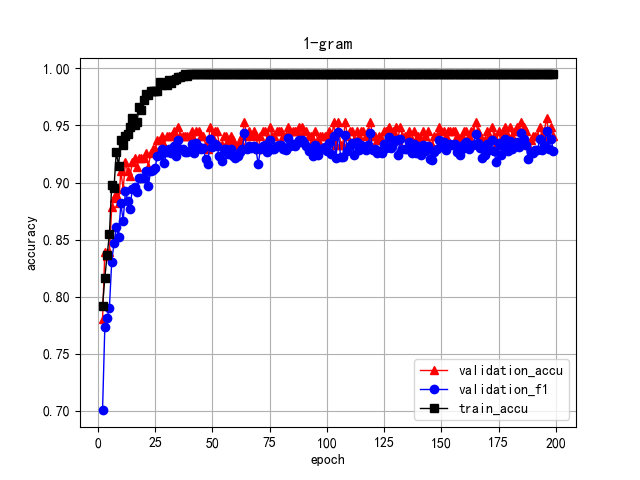 1-gram
1.00
0.95
0.90
0.85
0.80
0.75
0.70
accuracy
validation_accu
validation_f1
train_accu
0 25 50 75 100 125 150 175 200
epoch